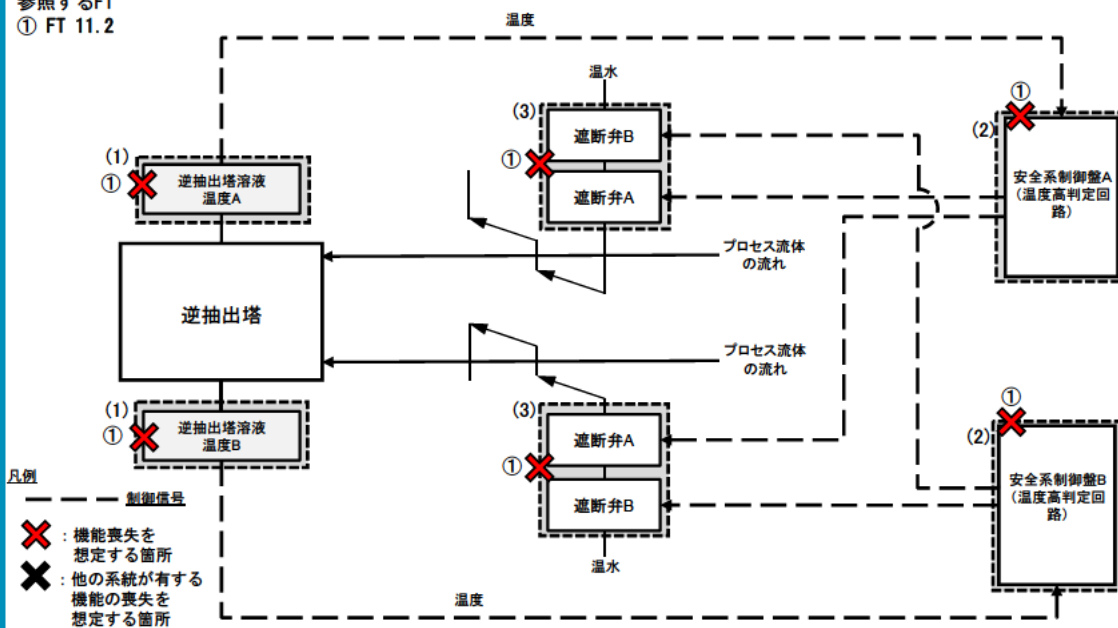 参照するFT
① FT 11.2
温度
温水
(3)
遮断弁B
①
遮断弁A
①
(2)
安全系制御盤A
(温度高判定回
路)
(1)
①
逆抽出塔溶液
温度A
プロセス流体
の流れ
逆抽出塔
プロセス流体
の流れ
(1)
①
逆抽出塔溶液
温度B
(3)
遮断弁A
①
遮断弁B
温水
①
(2)
安全系制御盤B
(温度高判定回
路)
温度
凡例
制御信号
:機能喪失を
想定する箇所
:他の系統が有する
機能の喪失を
想定する箇所